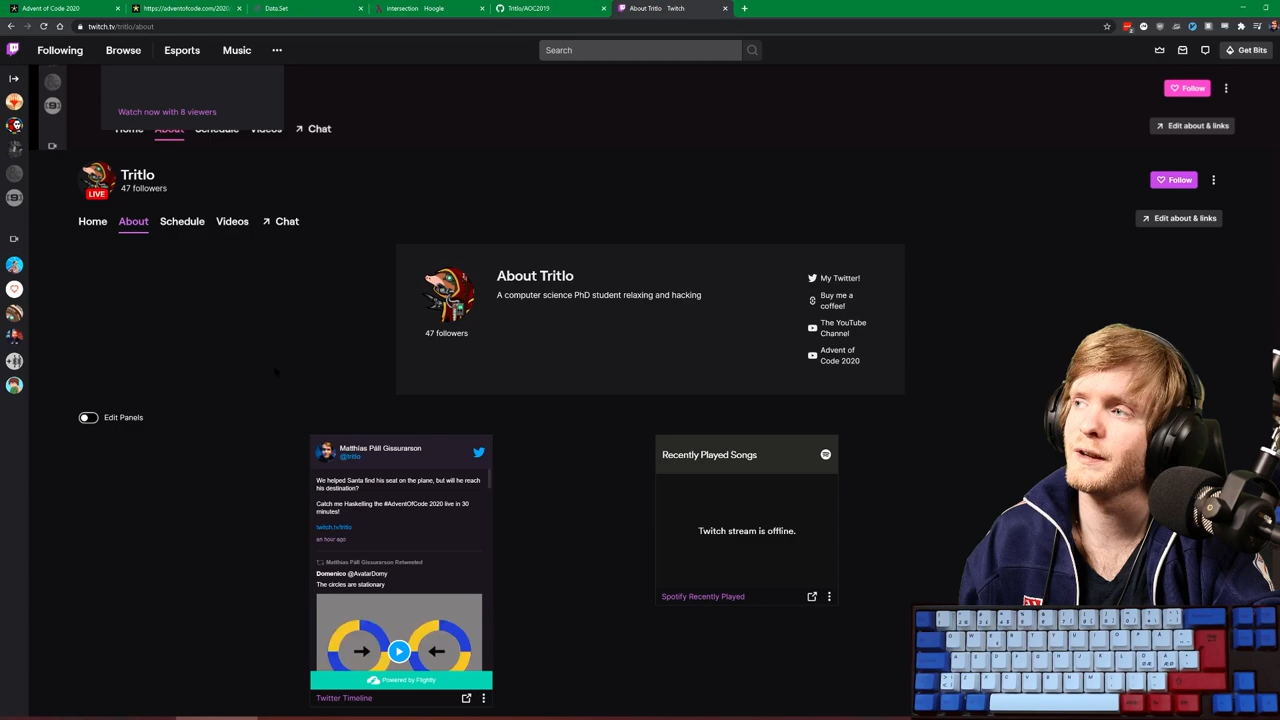 Advent of Code 2020
https://adventofcode.com/2020/
Data.Set
intersection - Hoogle
Tritlo/AOC2019
About Tritlo - Twitch
twitch.tv/tritlo/about
Following
Browse
Esports
Music
Search
Get Bits
Watch now with 8 viewers
Follow
Home
About
Schedule
Videos
Chat
Edit about & links
Tritlo
47 followers
LIVE
Follow
Home
About
Schedule
Videos
Chat
Edit about & links
About Tritlo
A computer science PhD student relaxing and hacking
47 followers
My Twitter!
Buy me a
coffee!
The YouTube
Channel
Advent of
Code 2020
Edit Panels
Matthías Páll Gissurarson
@tritlo
We helped Santa find his seat on the plane, but will he reach
his destination?
Catch me Haskelling the #AdventOfCode 2020 live in 30
minutes!
twitch.tv/tritlo
an hour ago
Matthías Páll Gissurarson Retweeted
Domenico @AvatarDomy
The circles are stationary
Powered by Flightly
Twitter Timeline
Recently Played Songs
Twitch stream is offline.
Spotify Recently Played